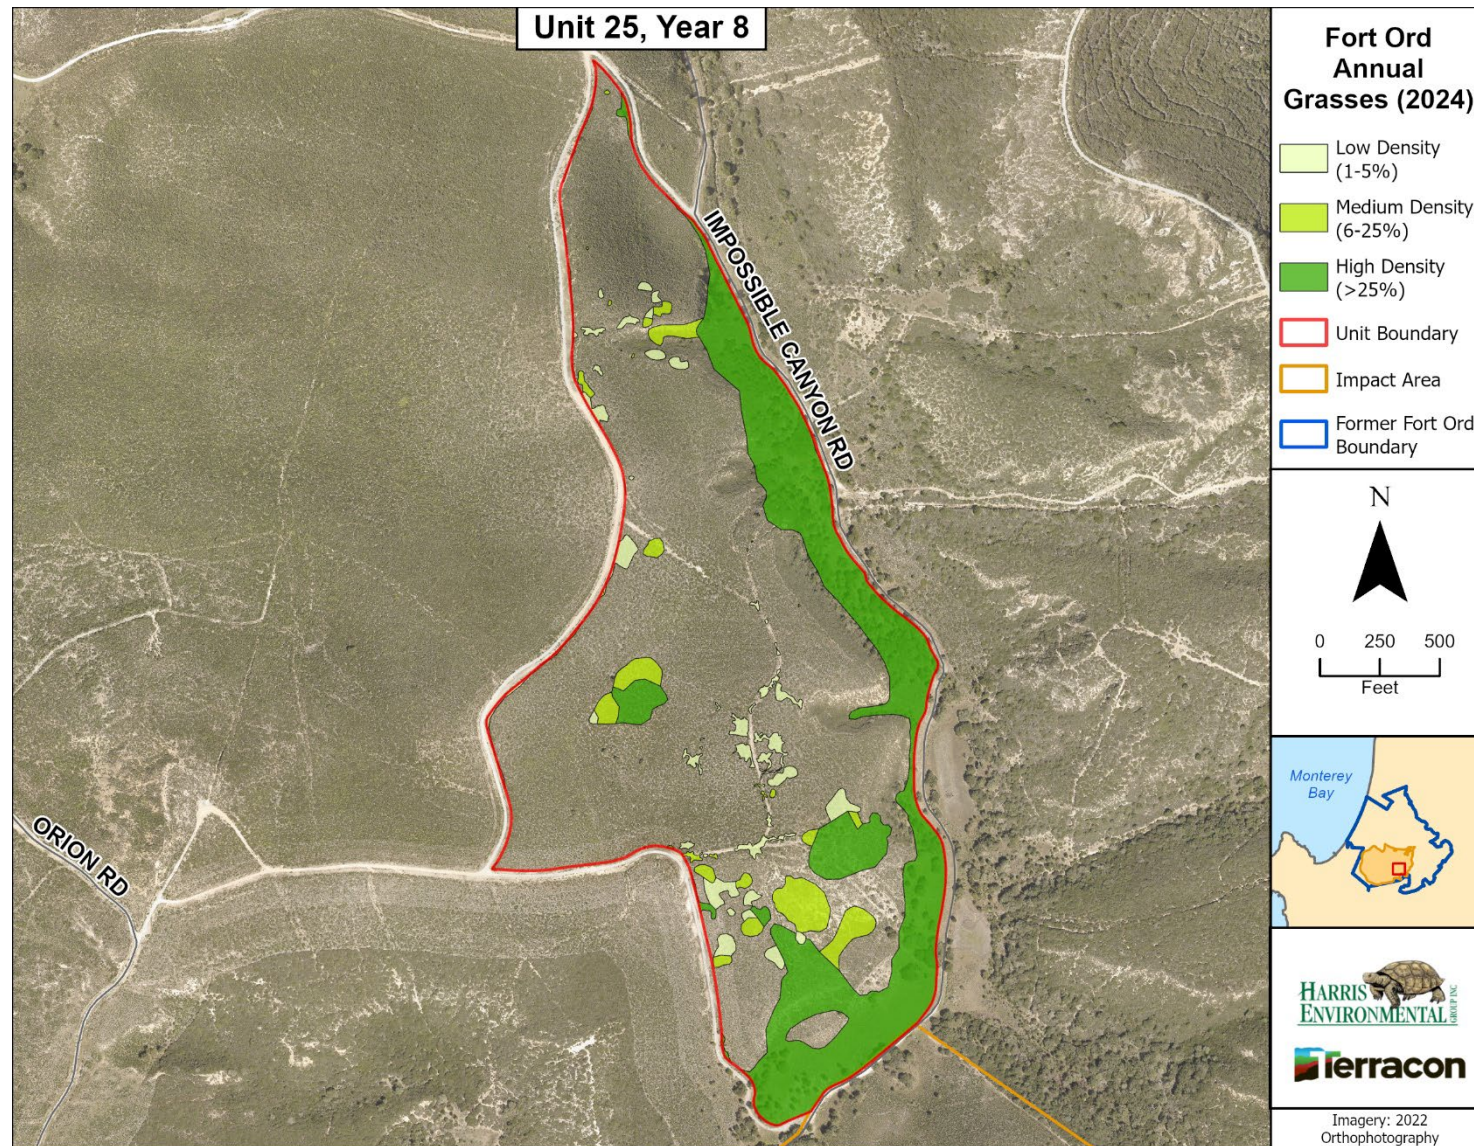 Unit 25, Year 8
IMPOSSIBLE CANYON RD
ORION RD
Fort Ord
Annual
Grasses (2024)
Low Density
(1-5%)
Medium Density
(6-25%)
High Density
(>25%)
Unit Boundary
Impact Area
Former Fort Ord
Boundary
N
0 250 500
Feet
Monterey
Bay
HARRIS
ENVIRONMENTAL
GROUP INC
Terracon
Imagery: 2022
Orthophotography